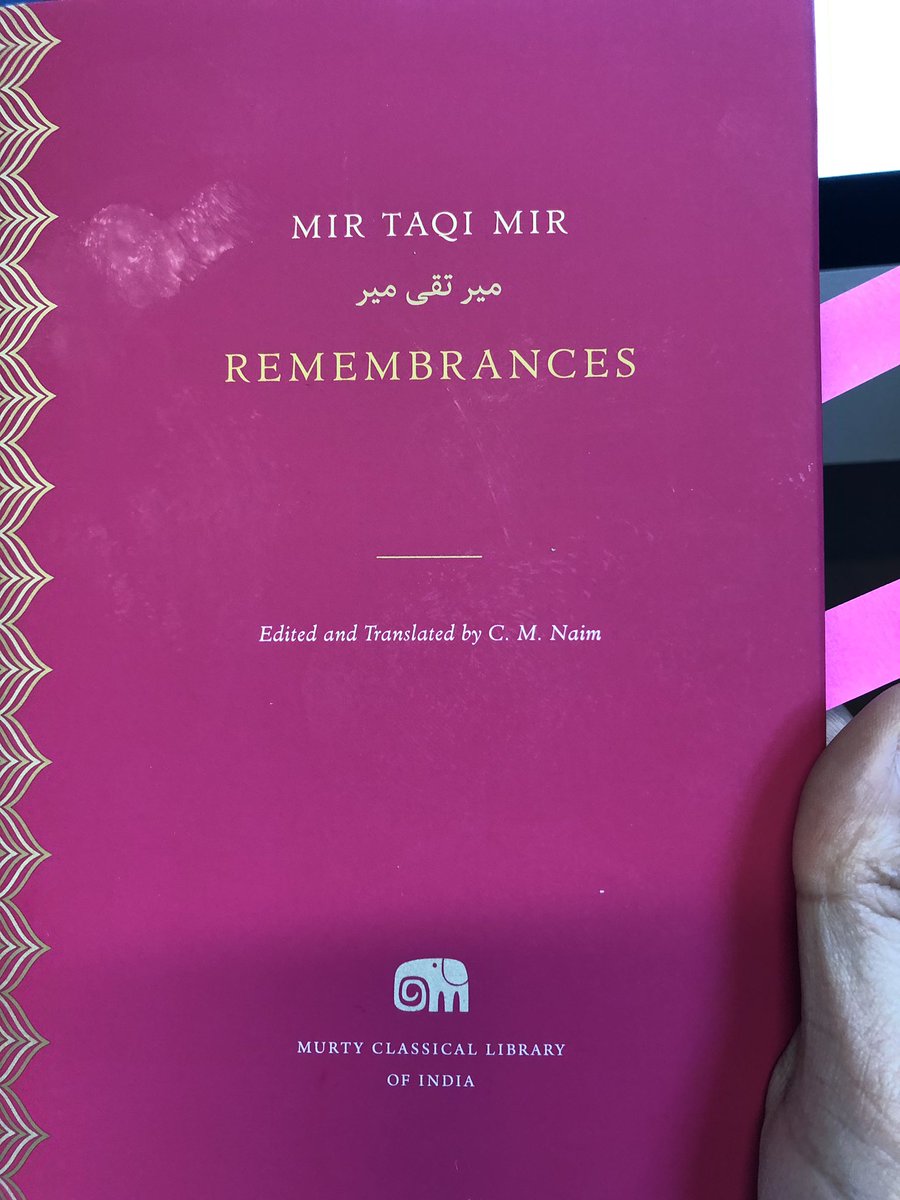 MIR TAQI MIR
میر تقی میر
REMEMBRANCES
Edited and Translated by C. M. Naim
MURTY CLASSICAL LIBRARY
OF INDIA